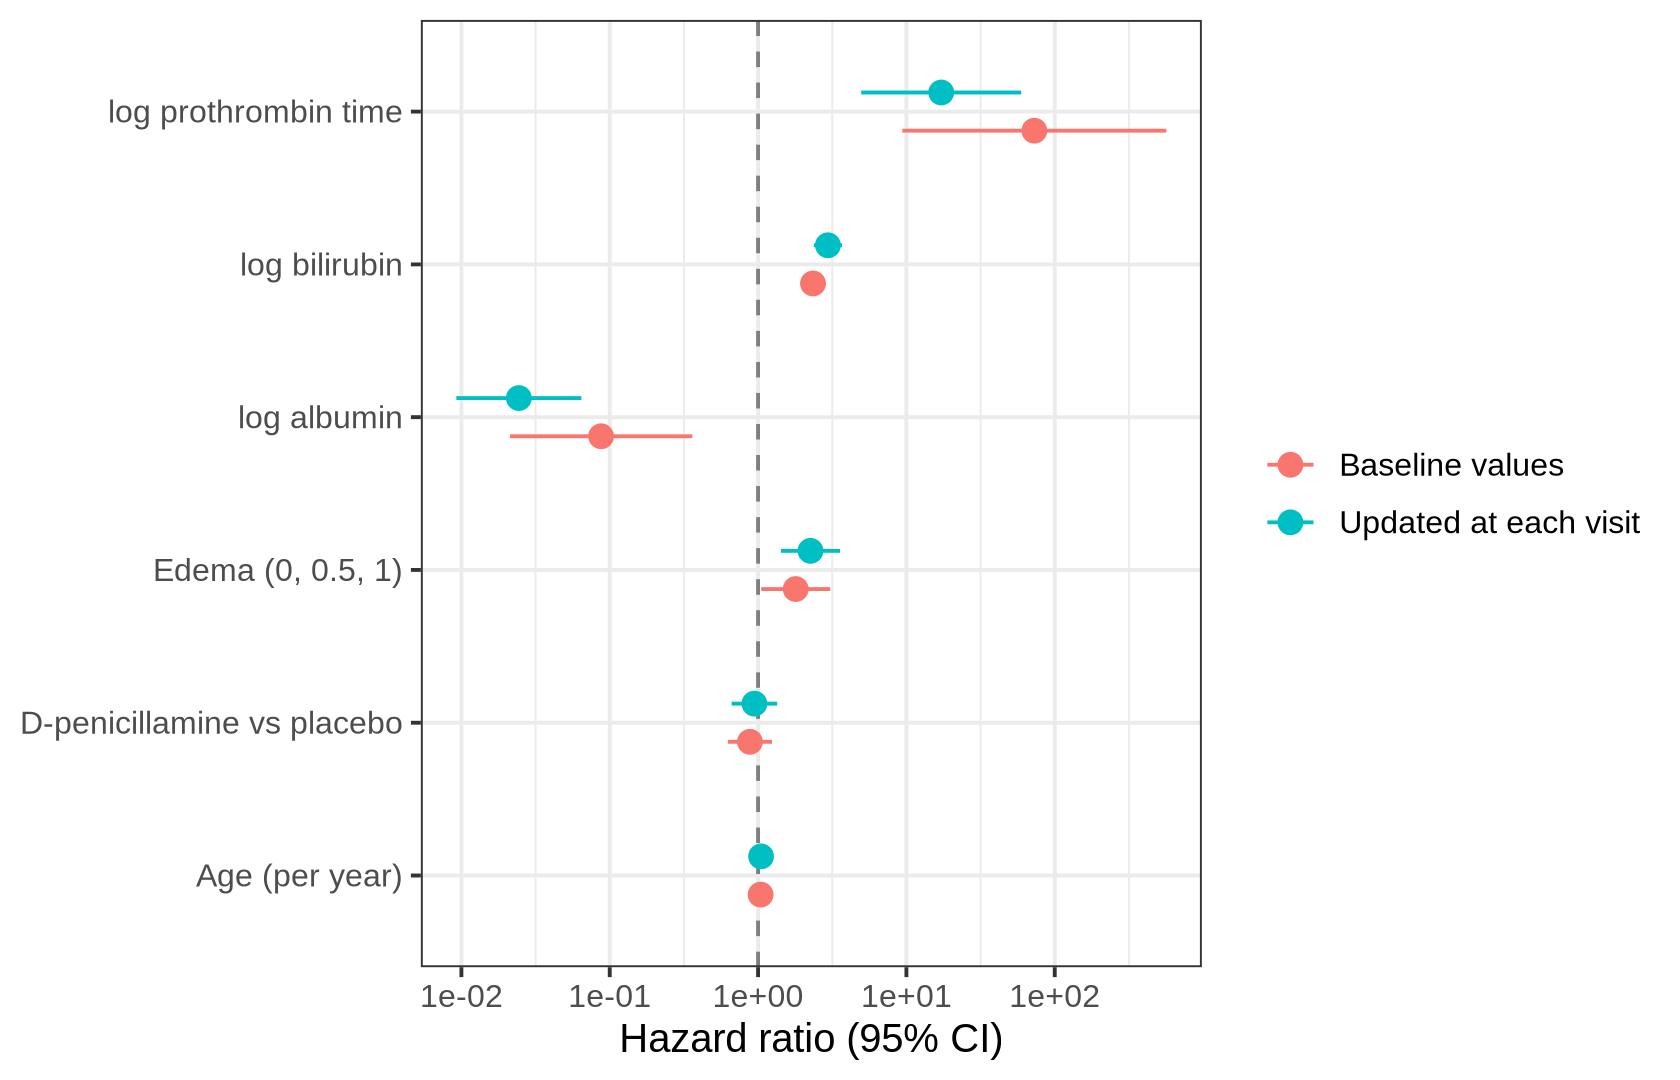 log prothrombin time
log bilirubin
log albumin
Edema (0, 0.5, 1)
D-penicillamine vs placebo
Age (per year)
1e-02 1e-01 1e+00 1e+01 1e+02
Hazard ratio (95% CI)
Baseline values
Updated at each visit